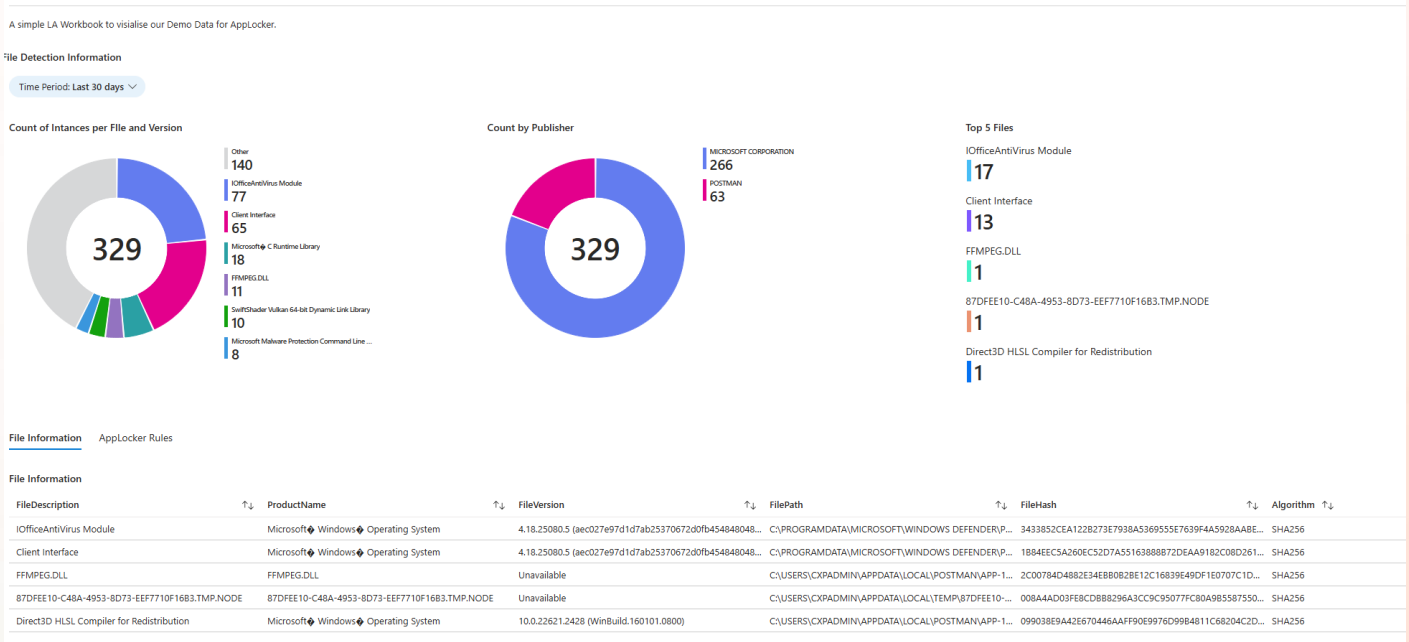 A simple LA Workbook to visialise our Demo Data for AppLocker.
File Detection Information
Time Period: Last 30 days
Count of Intances per FIle and Version
Other
140
IOfficeAntiVirus Module
77
Client Interface
65
Microsoft� C Runtime Library
18
FFMPEG.DLL
11
SwiftShader Vulkan 64-bit Dynamic Link Library
10
Microsoft Malware Protection Command Line ...
8
329
Count by Publisher
MICROSOFT CORPORATION
266
POSTMAN
63
329
Top 5 Files
IOfficeAntiVirus Module
17
Client Interface
13
FFMPEG.DLL
1
87DFEE10-C48A-4953-8D73-EEF7710F16B3.TMP.NODE
1
Direct3D HLSL Compiler for Redistribution
1
File Information AppLocker Rules
File Information
FileDescription ↑↓ ProductName ↑↓ FileVersion ↑↓ FilePath ↑↓ FileHash ↑↓ Algorithm ↑↓
IOfficeAntiVirus Module Microsoft� Windows� Operating System 4.18.25080.5 (aec027e97d1d7ab25370672d0fb454848048... C:\PROGRAMDATA\MICROSOFT\WINDOWS DEFENDER\P... 3433852CEA122B273E7938A5369555E7639F4A5928AABE... SHA256
Client Interface Microsoft� Windows� Operating System 4.18.25080.5 (aec027e97d1d7ab25370672d0fb454848048... C:\PROGRAMDATA\MICROSOFT\WINDOWS DEFENDER\P... 1B84EEC5A260EC52D7A55163888B72DEAA9182C08D261... SHA256
FFMPEG.DLL FFMPEG.DLL Unavailable C:\USERS\CXPADMIN\APPDATA\LOCAL\POSTMAN\APP-1... 2C00784D4882E34EBB0B2BE12C16839E49DF1E0707C1D... SHA256
87DFEE10-C48A-4953-8D73-EEF7710F16B3.TMP.NODE 87DFEE10-C48A-4953-8D73-EEF7710F16B3.TMP.NODE Unavailable C:\USERS\CXPADMIN\APPDATA\LOCAL\TEMP\87DFEE10-... 008A4AD03FE8CDBB8296A3CC9C95077FC80A9B5587550... SHA256
Direct3D HLSL Compiler for Redistribution Microsoft� Windows� Operating System 10.0.22621.2428 (WinBuild.160101.0800) C:\USERS\CXPADMIN\APPDATA\LOCAL\POSTMAN\APP-1... 099038E9A42E670446AAFF90E9976D99B4811C68204C2D... SHA256